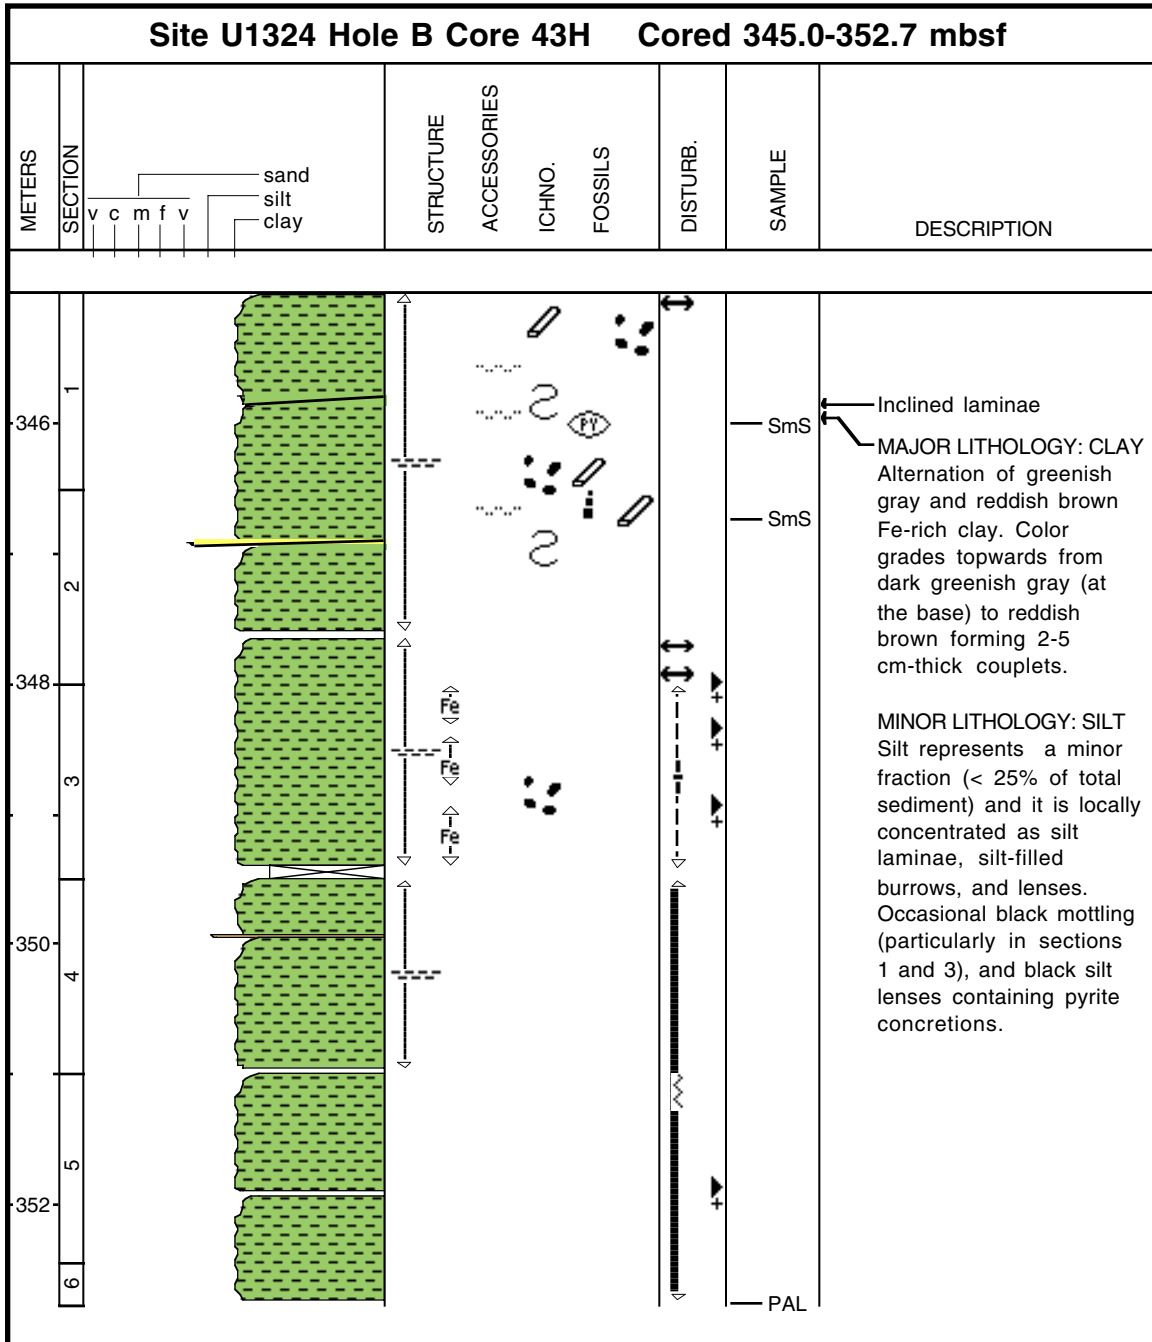 Site U1324 Hole B Core 43H Cored 345.0-352.7 mbsf
METERS
SECTION
v c m f v
sand
silt
clay
STRUCTURE
ACCESSORIES
ICHNO.
FOSSILS
DISTURB.
SAMPLE
DESCRIPTION
1
346
PY
SmS
Inclined laminae
MAJOR LITHOLOGY: CLAY
Alternation of greenish
gray and reddish brown
Fe-rich clay. Color
grades topwards from
dark greenish gray (at
the base) to reddish
brown forming 2-5
cm-thick couplets.
SmS
2
348
Fe
Fe
Fe
3
MINOR LITHOLOGY: SILT
Silt represents a minor
fraction (< 25% of total
sediment) and it is locally
concentrated as silt
laminae, silt-filled
burrows, and lenses.
Occasional black mottling
(particularly in sections
1 and 3), and black silt
lenses containing pyrite
concretions.
350
4
5
352
6
PAL